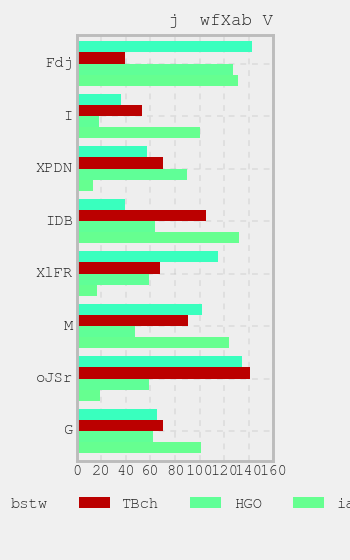 j  wfXab V
Fdj
I
XPDN
IDB
XlFR
M
oJSr
G
0 20 40 60 80 100 120 140 160
bstw TBch HGO ia